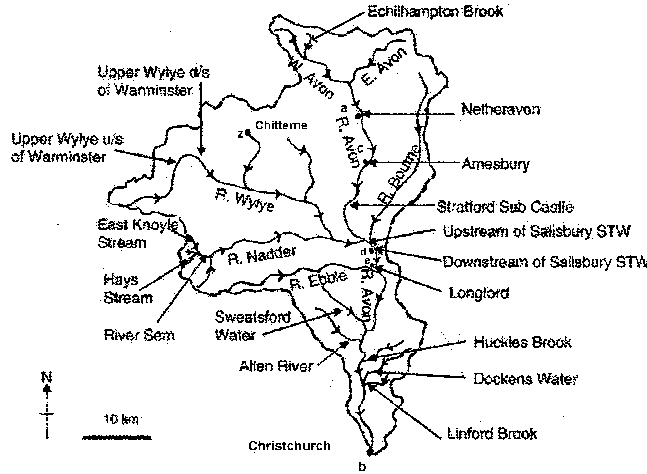 Echilhampton Brook
W. Avon
E. Avon
Upper Wylye d/s
of Warminster
a
Netheravon
z
Chitterne
R. Avon
Upper Wylye u/s
of Warminster
c
Amesbury
R. Bourne
R. Wylye
Stratford Sub Castle
East Knoyle
Stream
Upstream of Salisbury STW
d
R. Nadder
Downstream of Salisbury STW
e
Hays
Stream
R. Ebble
R. Avon
Longford
River Sem
Sweatsford
Water
Huckles Brook
Allen River
N
Dockens Water
10 km
Linford Brook
Christchurch
b